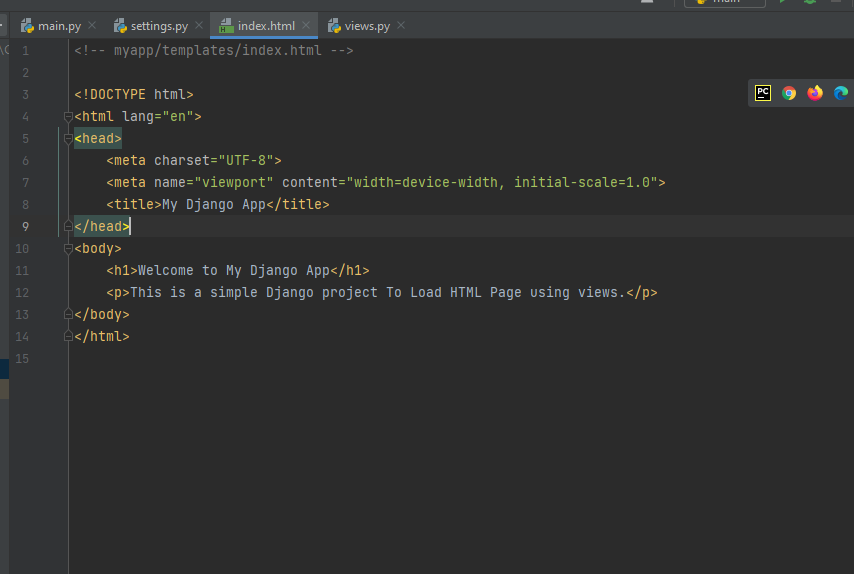 main
main.py
settings.py
index.html
views.py
PC
1 <!-- myapp/templates/index.html -->
2
3 <!DOCTYPE html>
4 <html lang="en">
5 <head>
6 <meta charset="UTF-8">
7 <meta name="viewport" content="width=device-width, initial-scale=1.0">
8 <title>My Django App</title>
9 </head>
10 <body>
11 <h1>Welcome to My Django App</h1>
12 <p>This is a simple Django project To Load HTML Page using views.</p>
13 </body>
14 </html>
15